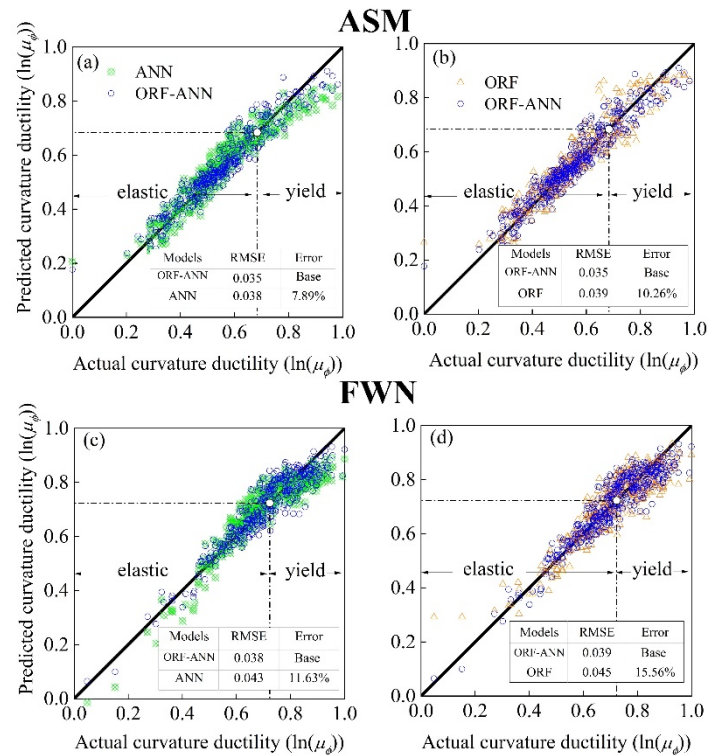 ASM
(a)
ANN
ORF-ANN
elastic
yield
Models RMSE Error
ORF-ANN 0.035 Base
ANN 0.038 7.89%
Predicted curvature ductility (ln(μϕ))
1.0
0.8
0.6
0.4
0.2
0.0
0.0 0.2 0.4 0.6 0.8 1.0
Actual curvature ductility (ln(μϕ))
(b)
ORF
ORF-ANN
elastic
yield
Models RMSE Error
ORF-ANN 0.035 Base
ORF 0.039 10.26%
1.0
0.8
0.6
0.4
0.2
0.0
0.0 0.2 0.4 0.6 0.8 1.0
Actual curvature ductility (ln(μϕ))
FWN
(c)
elastic
yield
Models RMSE Error
ORF-ANN 0.038 Base
ANN 0.043 11.63%
Predicted curvature ductility (ln(μϕ))
1.0
0.8
0.6
0.4
0.2
0.0
0.0 0.2 0.4 0.6 0.8 1.0
Actual curvature ductility (ln(μϕ))
(d)
elastic
yield
Models RMSE Error
ORF-ANN 0.039 Base
ORF 0.045 15.56%
1.0
0.8
0.6
0.4
0.2
0.0
0.0 0.2 0.4 0.6 0.8 1.0
Actual curvature ductility (ln(μϕ))